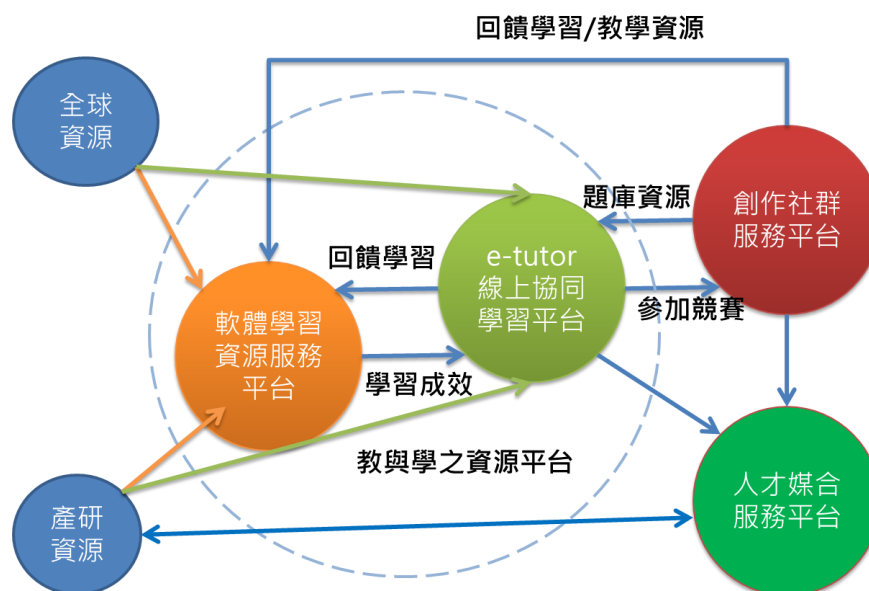 回饋學習/教學資源
全球
資源
題庫資源
創作社群
服務平台
回饋學習
e-tutor
線上協同
學習平台
參加競賽
軟體學習
資源服務
平台
學習成效
教與學之資源平台
產研
資源
人才媒合
服務平台